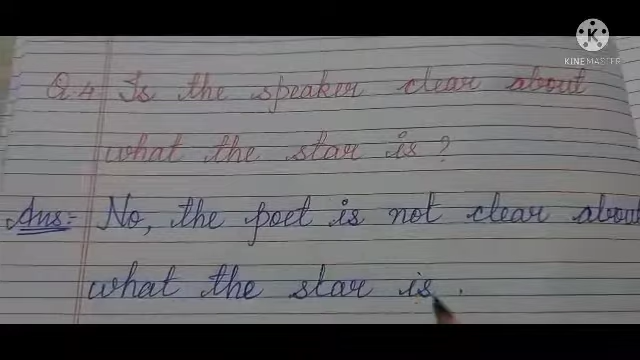 KINEMASTER
Q.4 Is the speaker clear about
what the star is?
Ans:- No, the poet is not clear about
what the star is.